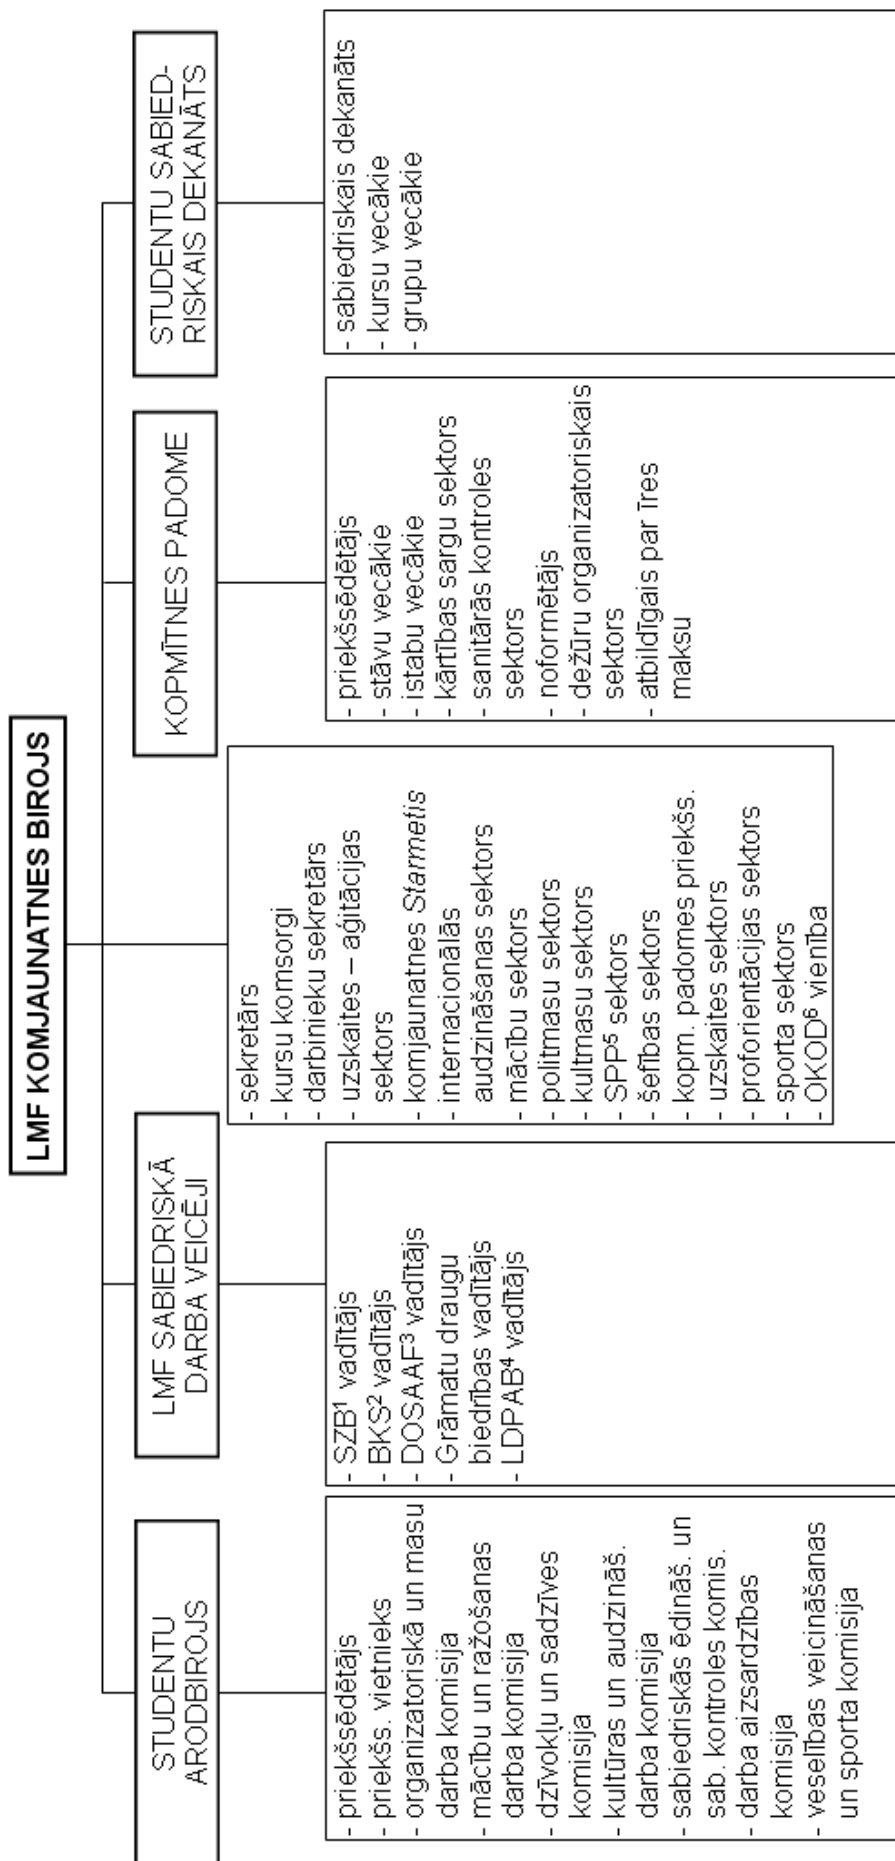 LMF KOMJAUNATNES BIROJS
STUDENTU
ARODBIROJS
- priekšsēdētājs
- priekšs. vietnieks
- organizatoriskā un masu
darba komisija
- mācību un ražošanas
darba komisija
- dzīvokļu un sadzīves
komisija
- kultūras un audzināš.
darba komisija
- sabiedriskās ēdināš. un
sab. kontroles komis.
- darba aizsardzības
komisija
- veselības veicināšanas
un sporta komisija
LMF SABIEDRISKĀ
DARBA VEICĒJI
- SZB¹ vadītājs
- BKS² vadītājs
- DOSAAF³ vadītājs
- Grāmatu draugu
biedrības vadītājs
- LDPAB⁴ vadītājs
- sekretārs
- kursu komsorgi
- darbinieku sekretārs
- uzskaites – aģitācijas
sektors
- komjaunatnes Starmetis
- internacionālās
audzināšanas sektors
- mācību sektors
- politmasu sektors
- kultmasu sektors
- SPP⁵ sektors
- šefības sektors
- kopm. padomes priekšs.
- uzskaites sektors
- proforientācijas sektors
- sporta sektors
- OKOD⁶ vienība
KOPMĪTNES PADOME
- priekšsēdētājs
- stāvu vecākie
- istabu vecākie
- kārtības sargu sektors
- sanitārās kontroles
sektors
- noformētājs
- dežūru organizatoriskais
sektors
- atbildīgais par īres
maksu
STUDENTU SABIED-
RISKAIS DEKANĀTS
- sabiedriskais dekanāts
- kursu vecākie
- grupu vecākie